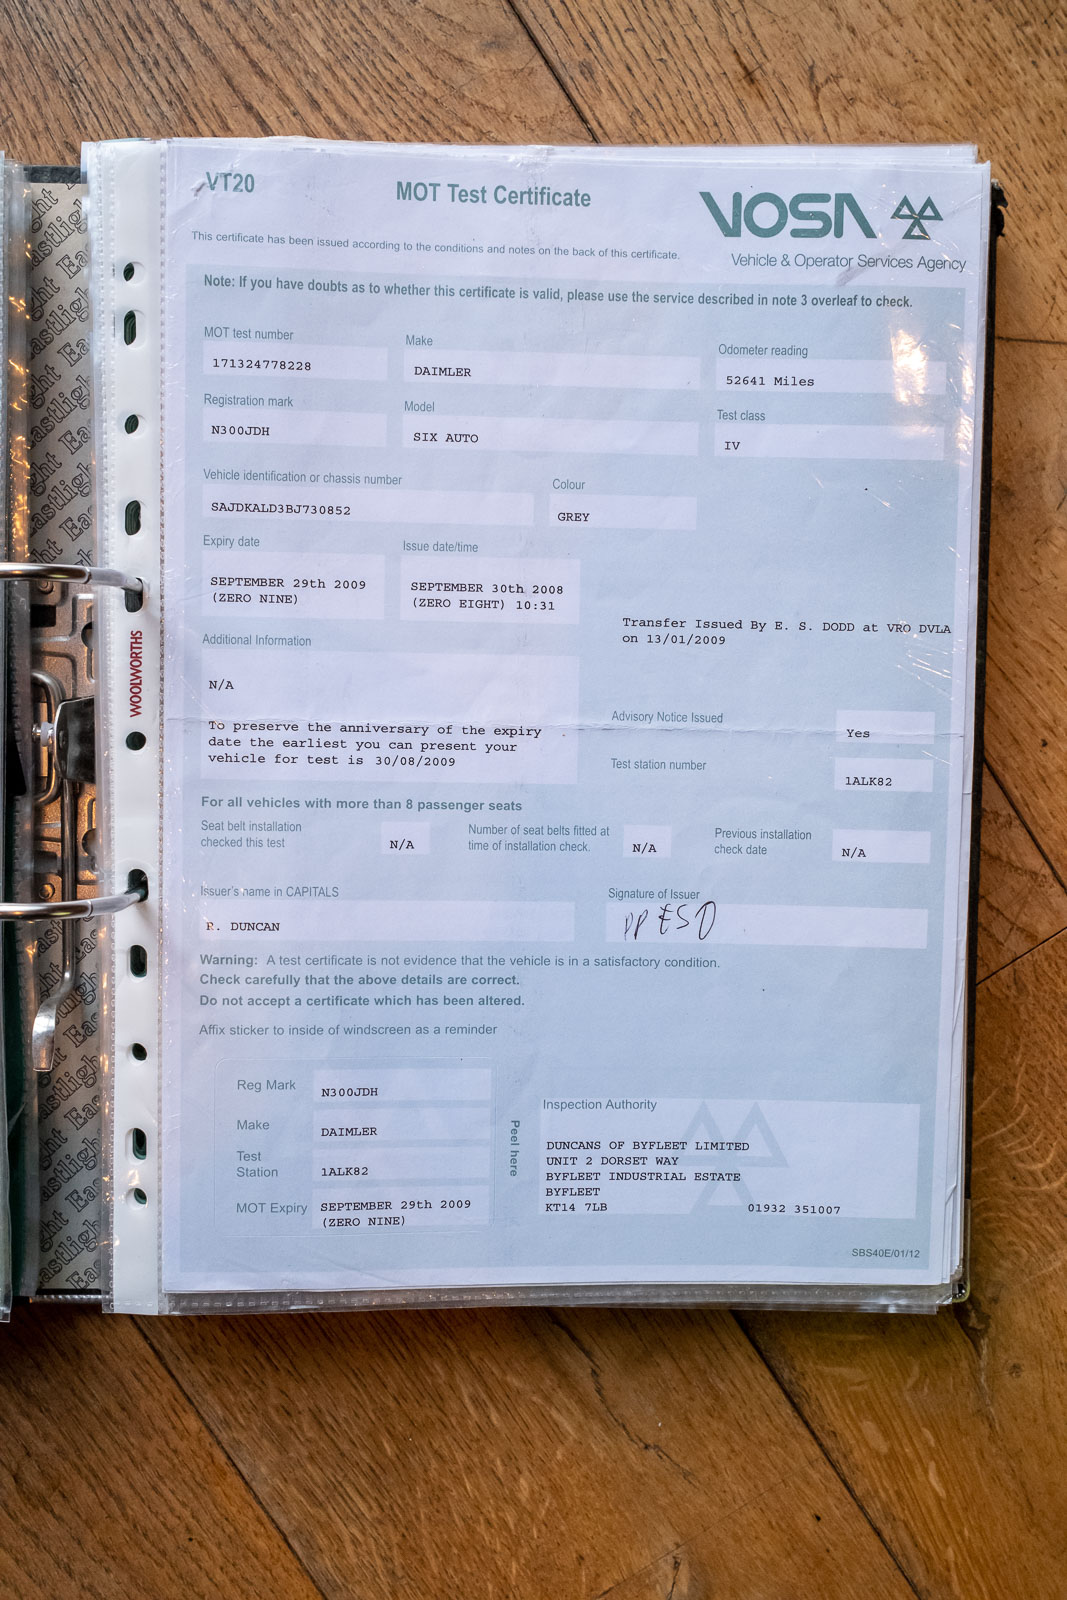 VT20
MOT Test Certificate
VOSA
Vehicle & Operator Services Agency
This certificate has been issued according to the conditions and notes on the back of this certificate.
Note: If you have doubts as to whether this certificate is valid, please use the service described in note 3 overleaf to check.
MOT test number
171324778228
Make
DAIMLER
Odometer reading
52641 Miles
Registration mark
N300JDH
Model
SIX AUTO
Test class
IV
Vehicle identification or chassis number
SAJDKALD3BJ730852
Colour
GREY
Expiry date
SEPTEMBER 29th 2009
(ZERO NINE)
Issue date/time
SEPTEMBER 30th 2008
(ZERO EIGHT) 10:31
Transfer Issued By E. S. DODD at VRO DVLA
on 13/01/2009
Additional Information
N/A
To preserve the anniversary of the expiry
date the earliest you can present your
vehicle for test is 30/08/2009
Advisory Notice Issued
Yes
Test station number
1ALK82
For all vehicles with more than 8 passenger seats
Seat belt installation
checked this test
N/A
Number of seat belts fitted at
time of installation check.
N/A
Previous installation
check date
N/A
Issuer's name in CAPITALS
R. DUNCAN
Signature of Issuer
PP ESD
Warning: A test certificate is not evidence that the vehicle is in a satisfactory condition.
Check carefully that the above details are correct.
Do not accept a certificate which has been altered.
Affix sticker to inside of windscreen as a reminder
Reg Mark
N300JDH
Make
DAIMLER
Test
Station
1ALK82
MOT Expiry
SEPTEMBER 29th 2009
(ZERO NINE)
Peel here
Inspection Authority
DUNCANS OF BYFLEET LIMITED
UNIT 2 DORSET WAY
BYFLEET INDUSTRIAL ESTATE
BYFLEET
KT14 7LB
01932 351007
SBS40E/01/12
WOOLWORTHS
Eastlight